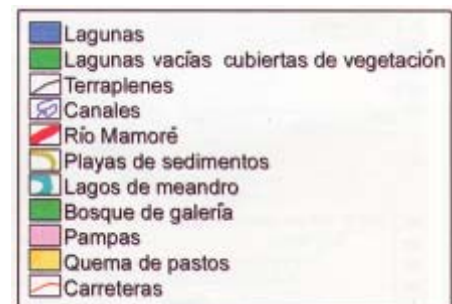 Lagunas
Lagunas vacías cubiertas de vegetación
Terraplenes
Canales
Río Mamoré
Playas de sedimentos
Lagos de meandro
Bosque de galería
Pampas
Quema de pastos
Carreteras